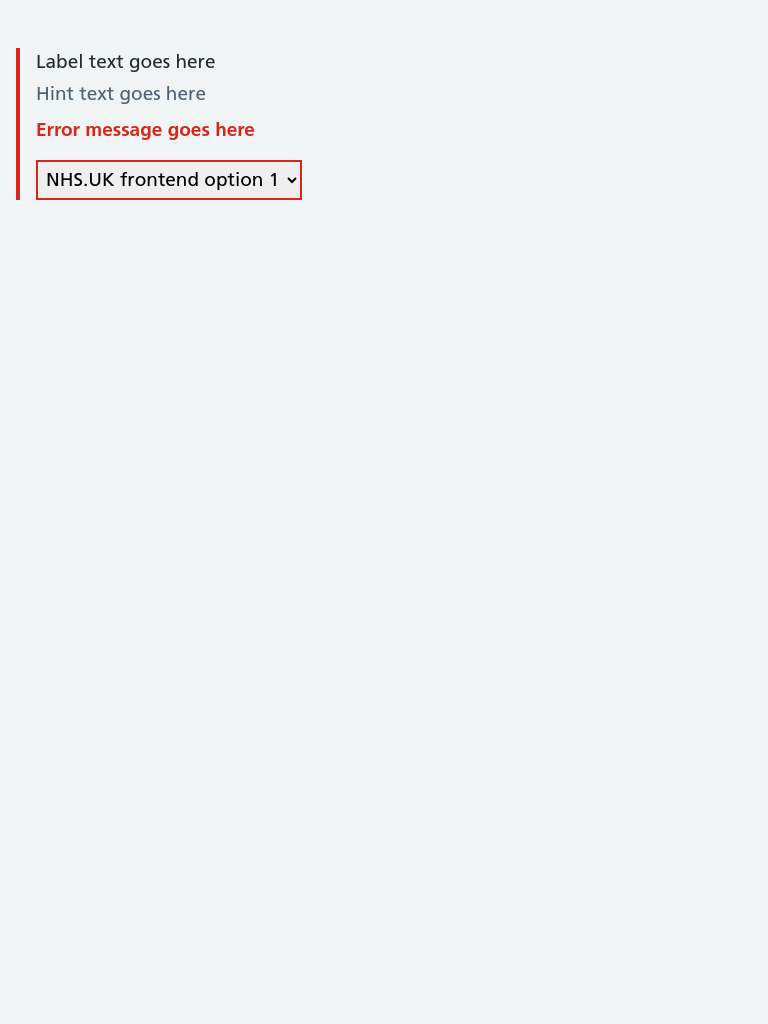 Label text goes here
Hint text goes here
Error message goes here
NHS.UK frontend option 1